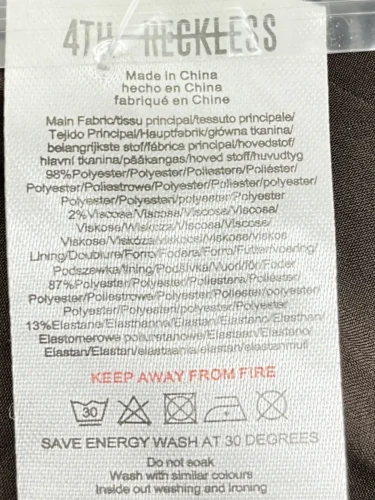 4TH RECKLESS
Made in China
hecho en China
fabriqué en Chine
Main Fabric/tissu principal/tessuto principale/
Tejido Principal/Hauptfabrik/główna tkanina/
belangrijkste stof/fábrica principal/hovedstof/
hlavní tkanina/pääkangas/hoved stoff/huvudtyg
98%Polyester/Polyester/Poliestere/Poliéster/
Polyester/Poliestrowe/Polyester/Poliester/polyester/
Polyester/Polyesteri/polyester/Polyester
2%Viscose/Viscose/Viscosa/Viscosa/
Viskose/Wiskoza/Viscose/Viscose/
Viskose/Viskóza/viskoosi/Viskose/Viskos
Lining/Doublure/Forro/Fodera/Forro/Futter/voering/
Podszewka/lining/Podšívka/Vuori/fór/Foder
87%Polyester/Polyester/Poliestere/Poliéster/
Polyester/Poliestrowe/Polyester/Poliester/polyester/
Polyester/Polyesteri/polyester/Polyester
13%Elastane/Elasthanne/Elastan/Elastano/Elasthan/
Elastomerowe poliuretanowe/Elastaan/Elastano/
Elastan/Elastan/elastaania/elastan/elastanmull
KEEP AWAY FROM FIRE
30
SAVE ENERGY WASH AT 30 DEGREES
Do not soak
Wash with similar colours
Inside out washing and ironing